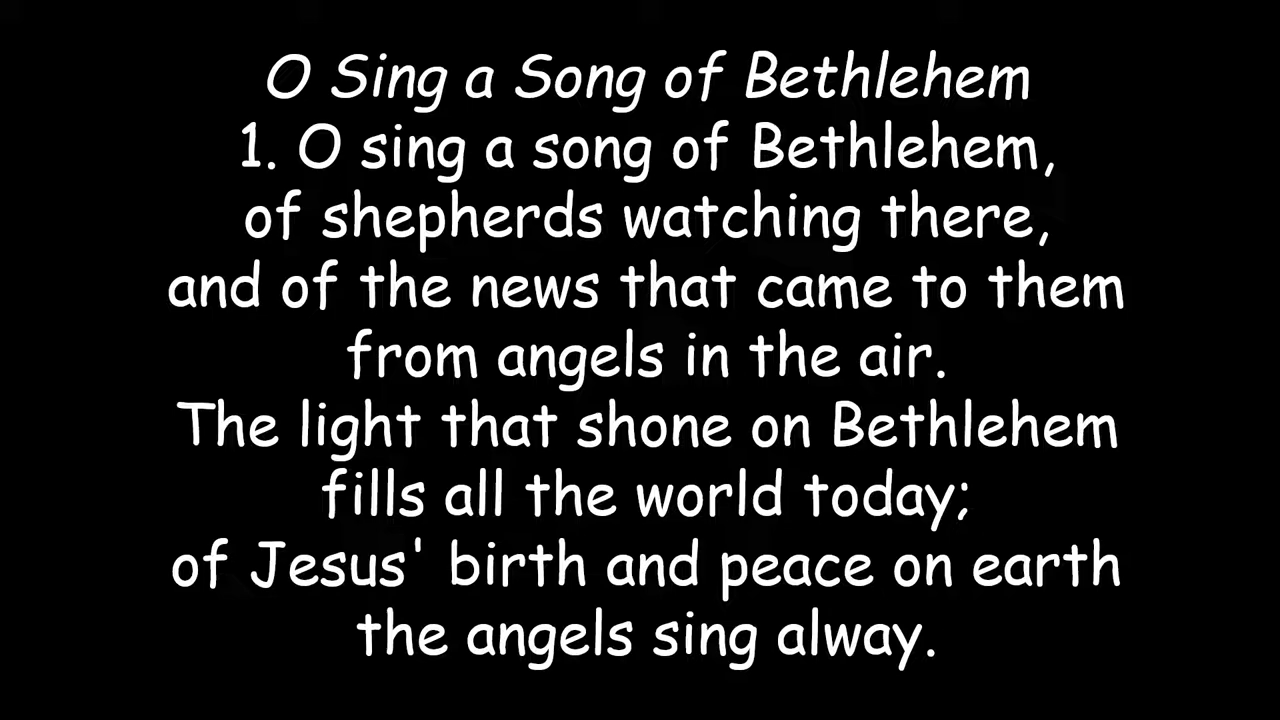 O Sing a Song of Bethlehem
1. O sing a song of Bethlehem,
of shepherds watching there,
and of the news that came to them
from angels in the air.
The light that shone on Bethlehem
fills all the world today;
of Jesus' birth and peace on earth
the angels sing alway.